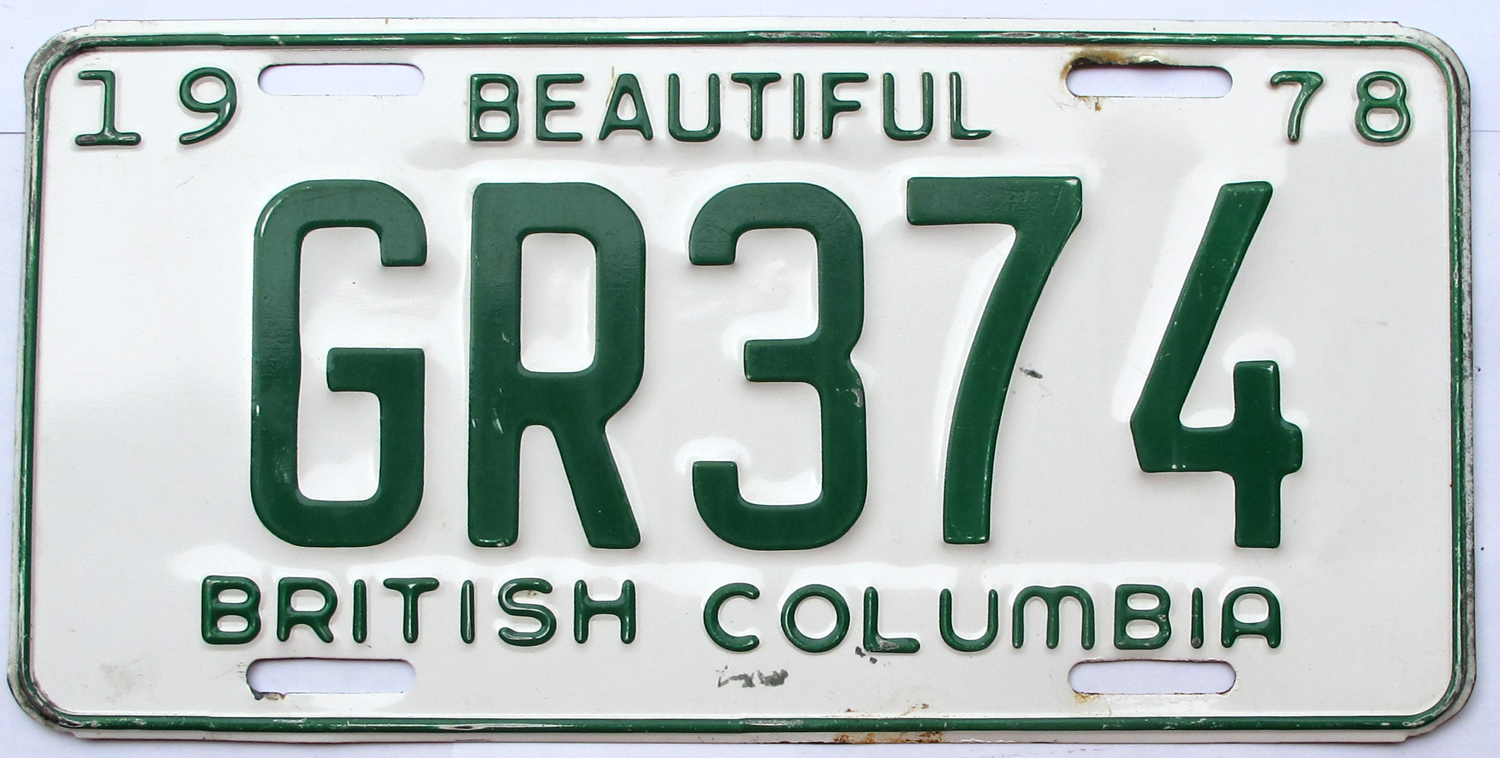 19 BEAUTIFUL 78
GR374
BRITISH COLUMBIA